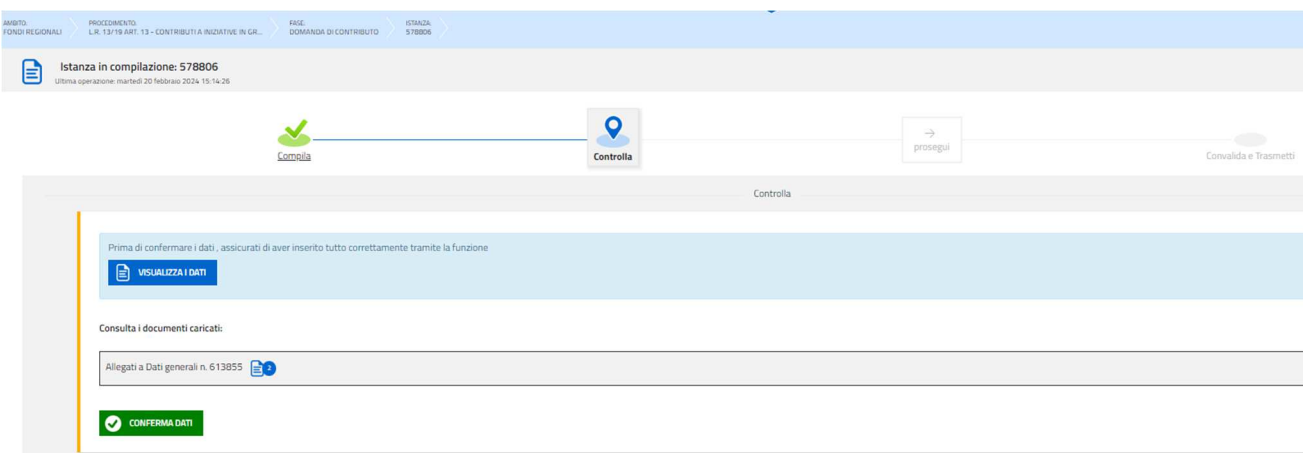 AMBITO:
FONDI REGIONALI
PROCEDIMENTO:
L.R. 13/19 ART. 13 - CONTRIBUTI A INIZIATIVE IN GR...
FASE:
DOMANDA DI CONTRIBUTO
ISTANZA:
578806
Istanza in compilazione: 578806
Ultima operazione: martedì 20 febbraio 2024 15:14:26
Compila
Controlla
prosegui
Convalida e Trasmetti
Controlla
Prima di confermare i dati , assicurati di aver inserito tutto correttamente tramite la funzione
VISUALIZZA I DATI
Consulta i documenti caricati:
Allegati a Dati generali n. 613855 2
CONFERMA DATI